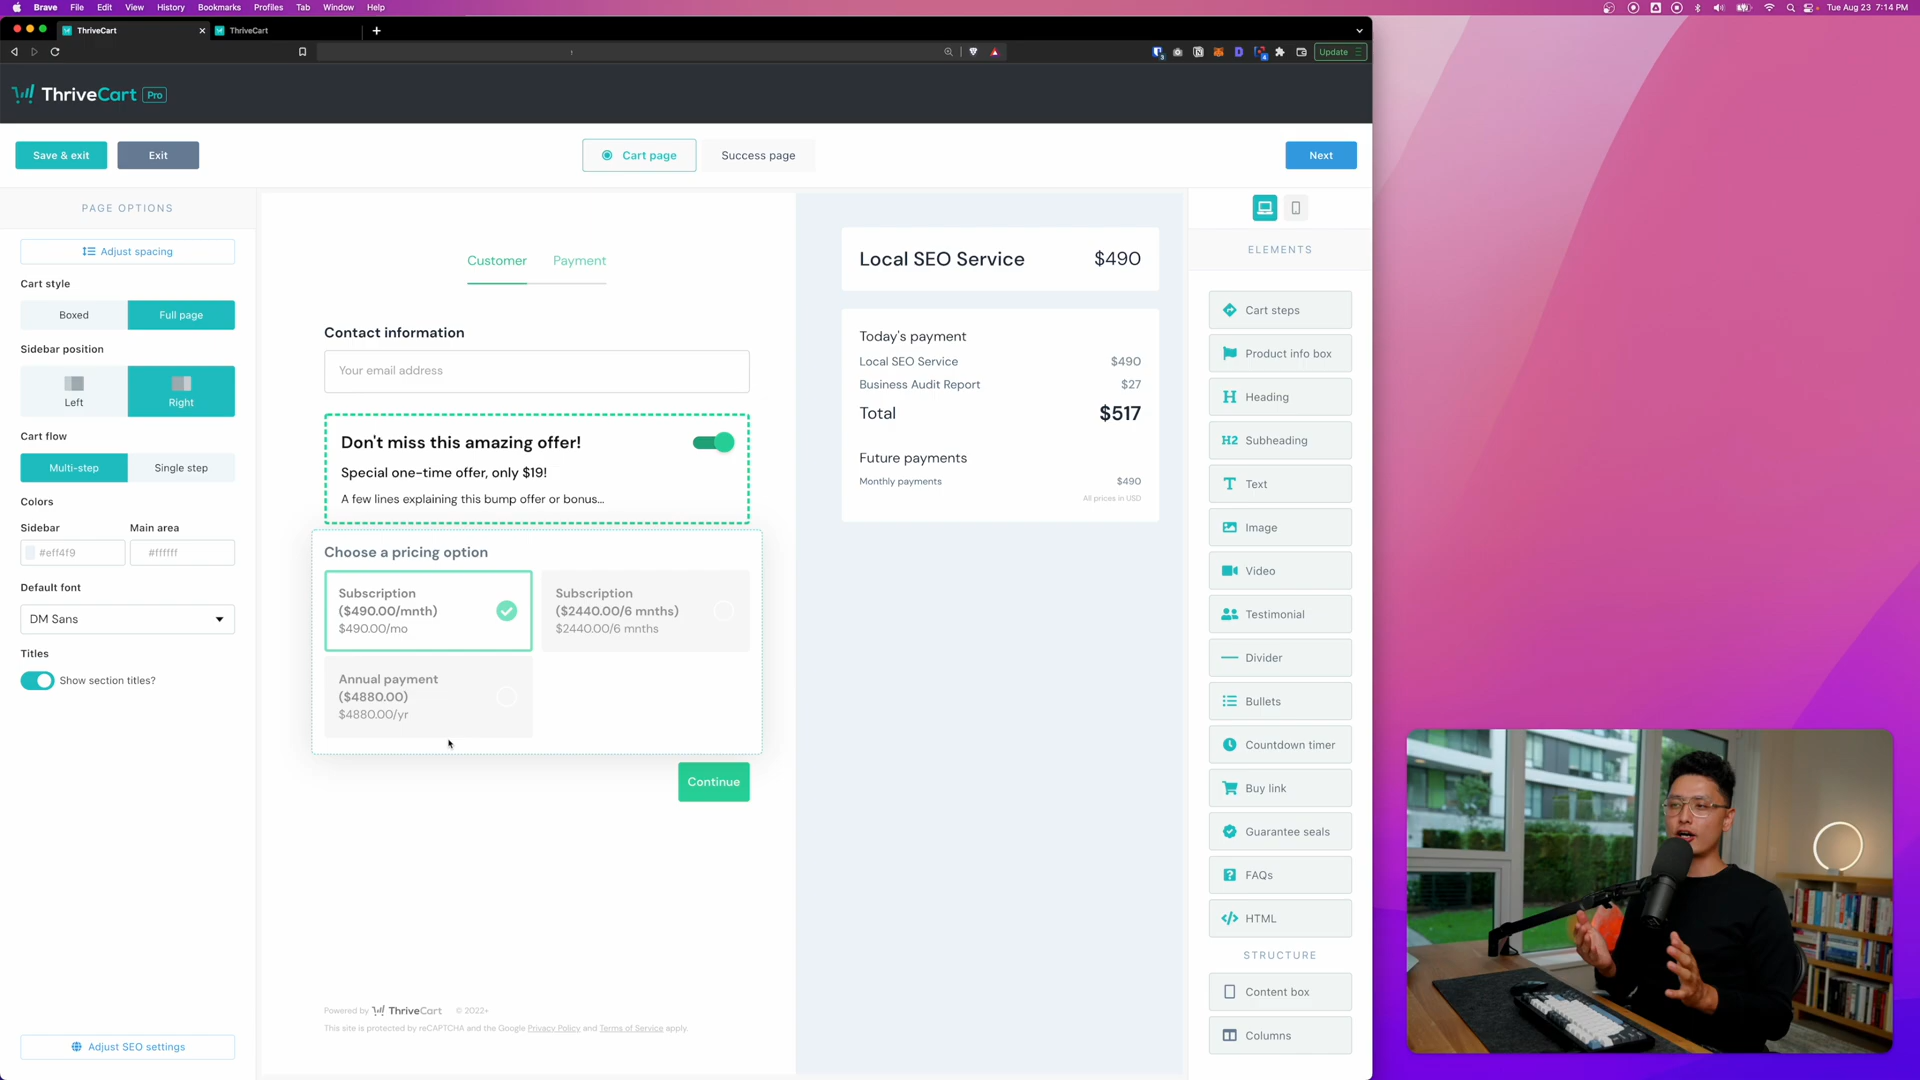 Brave File Edit View History Bookmarks Profiles Tab Window Help
Tue Aug 23 7:14 PM
ThriveCart
ThriveCart
Update
ThriveCart Pro
Save & exit
Exit
Cart page
Success page
Next
PAGE OPTIONS
Adjust spacing
Cart style
Boxed
Full page
Sidebar position
Left
Right
Cart flow
Multi-step
Single step
Colors
Sidebar
Main area
#eff4f9
#ffffff
Default font
DM Sans
Titles
Show section titles?
Adjust SEO settings
Customer
Payment
Contact information
Your email address
Don't miss this amazing offer!
Special one-time offer, only $19!
A few lines explaining this bump offer or bonus...
Choose a pricing option
Subscription
($490.00/mnth)
$490.00/mo
Subscription
($2440.00/6 mnths)
$2440.00/6 mnths
Annual payment
($4880.00)
$4880.00/yr
Continue
Powered by ThriveCart © 2022+
This site is protected by reCAPTCHA and the Google Privacy Policy and Terms of Service apply.
Local SEO Service $490
Today's payment
Local SEO Service $490
Business Audit Report $27
Total $517
Future payments
Monthly payments $490
All prices in USD
ELEMENTS
Cart steps
Product info box
H Heading
H2 Subheading
T Text
Image
Video
Testimonial
Divider
Bullets
Countdown timer
Buy link
Guarantee seals
FAQs
HTML
STRUCTURE
Content box
Columns